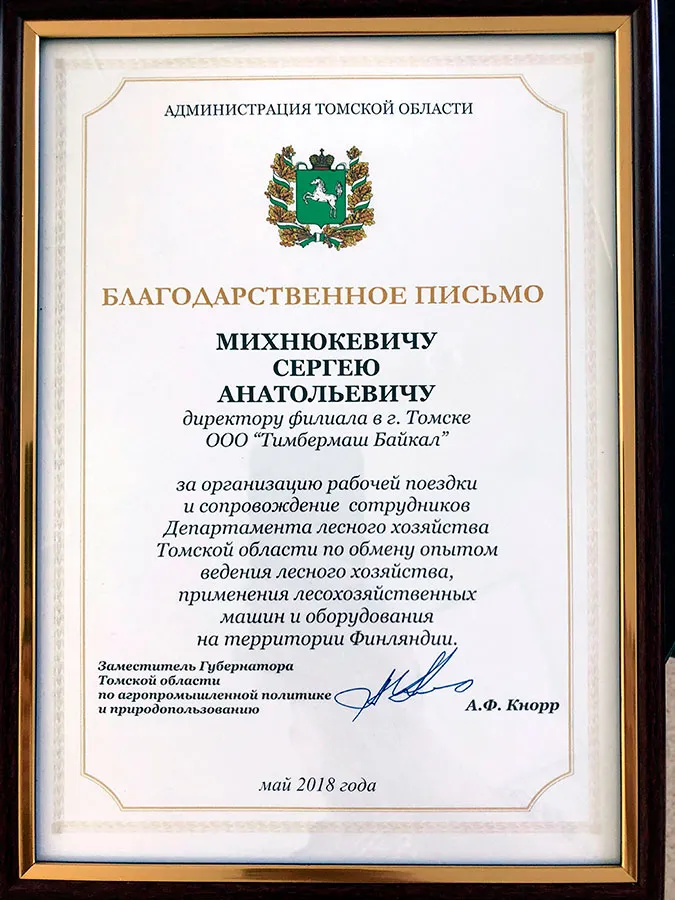 АДМИНИСТРАЦИЯ ТОМСКОЙ ОБЛАСТИ
БЛАГОДАРСТВЕННОЕ ПИСЬМО
МИХНЮКЕВИЧУ
СЕРГЕЮ
АНАТОЛЬЕВИЧУ
директору филиала в г. Томске
ООО “Тимбермаш Байкал”
за организацию рабочей поездки
и сопровождение сотрудников
Департамента лесного хозяйства
Томской области по обмену опытом
ведения лесного хозяйства,
применения лесохозяйственных
машин и оборудования
на территории Финляндии.
Заместитель Губернатора
Томской области
по агропромышленной политике
и природопользованию
А.Ф. Кнорр
май 2018 года